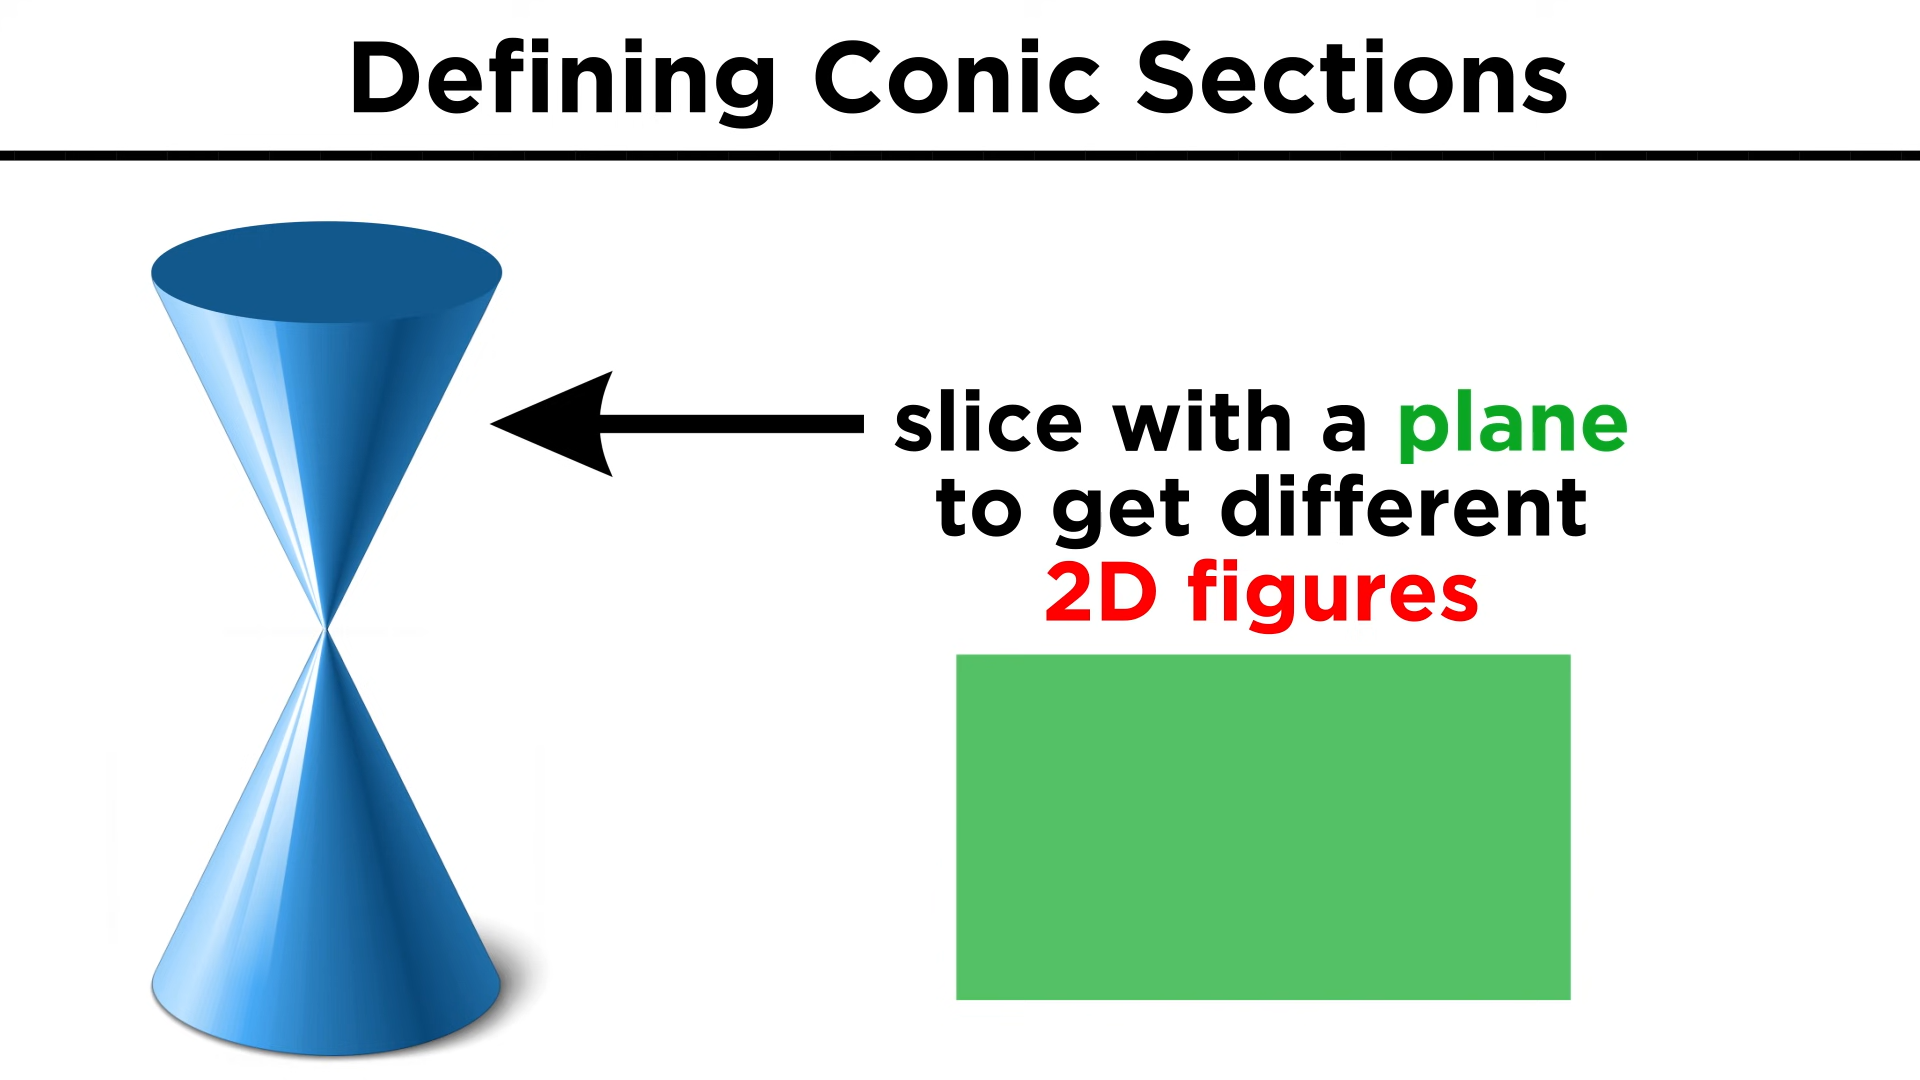 Defining Conic Sections
slice with a plane
to get different
2D figures